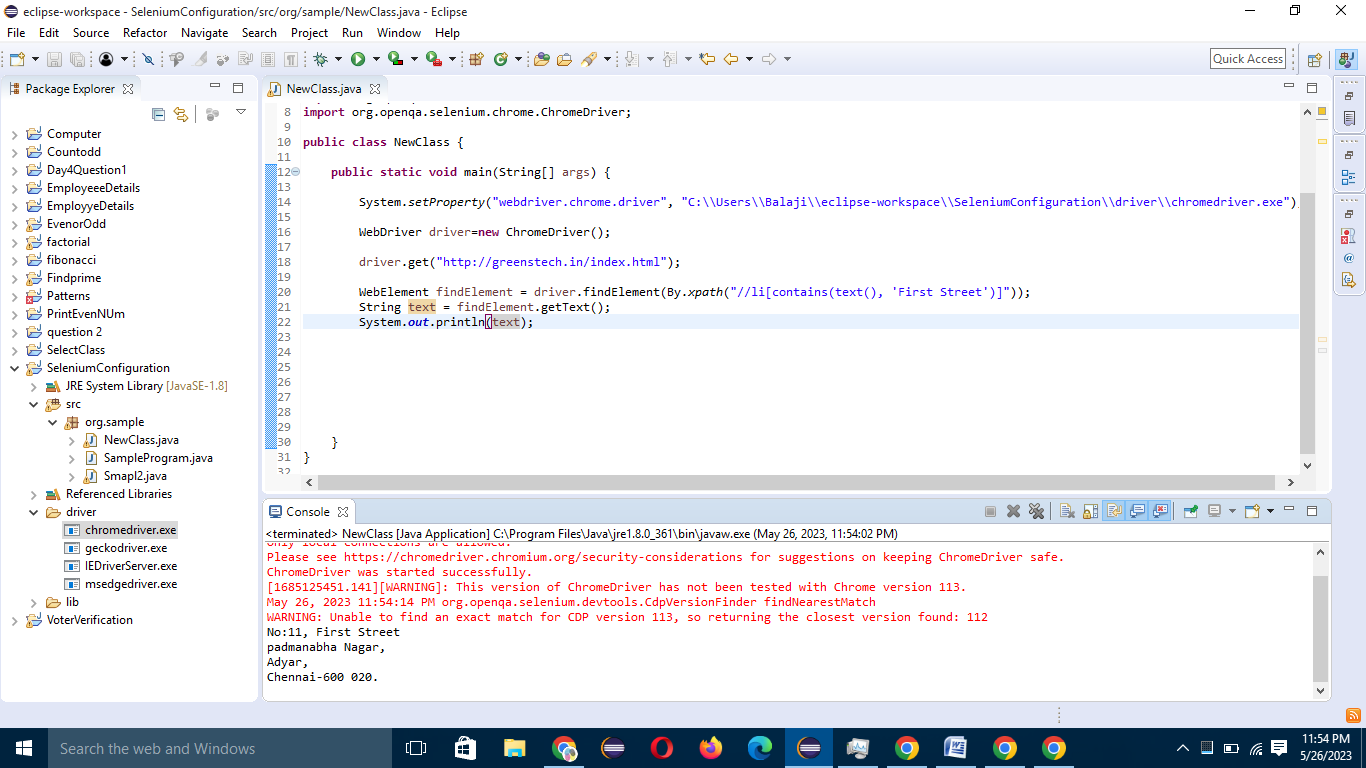 eclipse-workspace - SeleniumConfiguration/src/org/sample/NewClass.java - Eclipse
File Edit Source Refactor Navigate Search Project Run Window Help
Quick Access
Package Explorer
Computer
Countodd
Day4Question1
EmployeeeDetails
EmployyeDetails
EvenorOdd
factorial
fibonacci
Findprime
Patterns
PrintEvenNUm
question 2
SelectClass
SeleniumConfiguration
JRE System Library [JavaSE-1.8]
src
org.sample
NewClass.java
SampleProgram.java
Smapl2.java
Referenced Libraries
driver
chromedriver.exe
geckodriver.exe
IEDriverServer.exe
msedgedriver.exe
lib
VoterVerification
NewClass.java
8 import org.openqa.selenium.chrome.ChromeDriver;
9
10 public class NewClass {
11
12 public static void main(String[] args) {
13
14 System.setProperty("webdriver.chrome.driver", "C:\\Users\\Balaji\\eclipse-workspace\\SeleniumConfiguration\\driver\\chromedriver.exe")
15
16 WebDriver driver=new ChromeDriver();
17
18 driver.get("http://greenstech.in/index.html");
19
20 WebElement findElement = driver.findElement(By.xpath("//li[contains(text(), 'First Street')]"));
21 String text = findElement.getText();
22 System.out.println(text);
23
24
25
26
27
28
29
30 }
31 }
32
Console
<terminated> NewClass [Java Application] C:\Program Files\Java\jre1.8.0_361\bin\javaw.exe (May 26, 2023, 11:54:02 PM)
Only local connections are allowed.
Please see https://chromedriver.chromium.org/security-considerations for suggestions on keeping ChromeDriver safe.
ChromeDriver was started successfully.
[1685125451.141][WARNING]: This version of ChromeDriver has not been tested with Chrome version 113.
May 26, 2023 11:54:14 PM org.openqa.selenium.devtools.CdpVersionFinder findNearestMatch
WARNING: Unable to find an exact match for CDP version 113, so returning the closest version found: 112
No:11, First Street
padmanabha Nagar,
Adyar,
Chennai-600 020.
Search the web and Windows
11:54 PM
5/26/2023